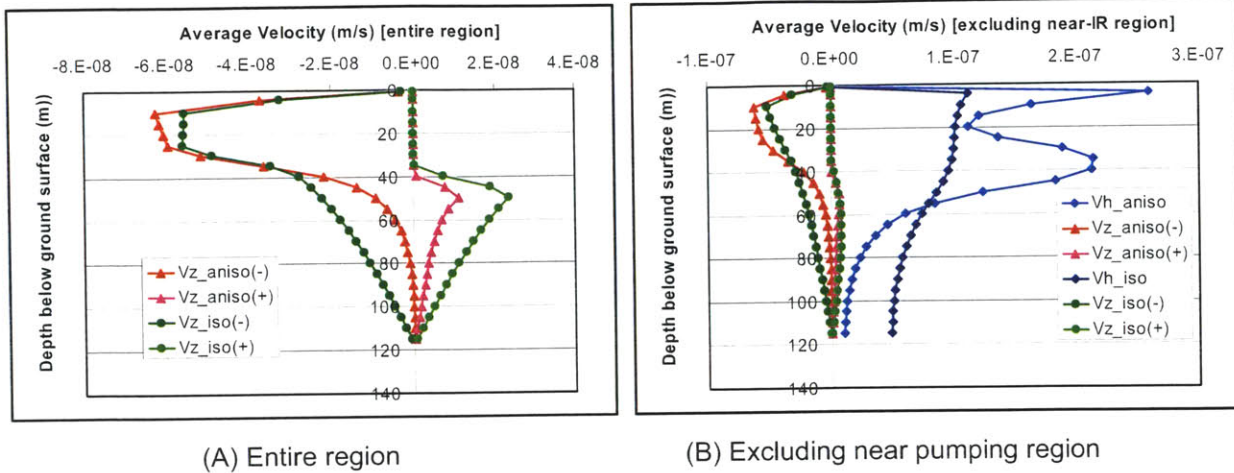 Average Velocity (m/s) [entire region]
-8.E-08 -6.E-08 -2.E-08 0.E+00 2.E-08 4.E-08
Depth below ground surface (m))
0
20
40
60
80
100
120
140
Vz_aniso(-)
Vz_aniso(+)
Vz_iso(-)
Vz_iso(+)
(A) Entire region
Average Velocity (m/s) [excluding near-IR region]
-1.E-07 0.E+00 1.E-07 2.E-07 3.E-07
Depth below ground surface (m))
0
20
40
60
80
100
120
140
Vh_aniso
Vz_aniso(-)
Vz_aniso(+)
Vh_iso
Vz_iso(-)
Vz_iso(+)
(B) Excluding near pumping region